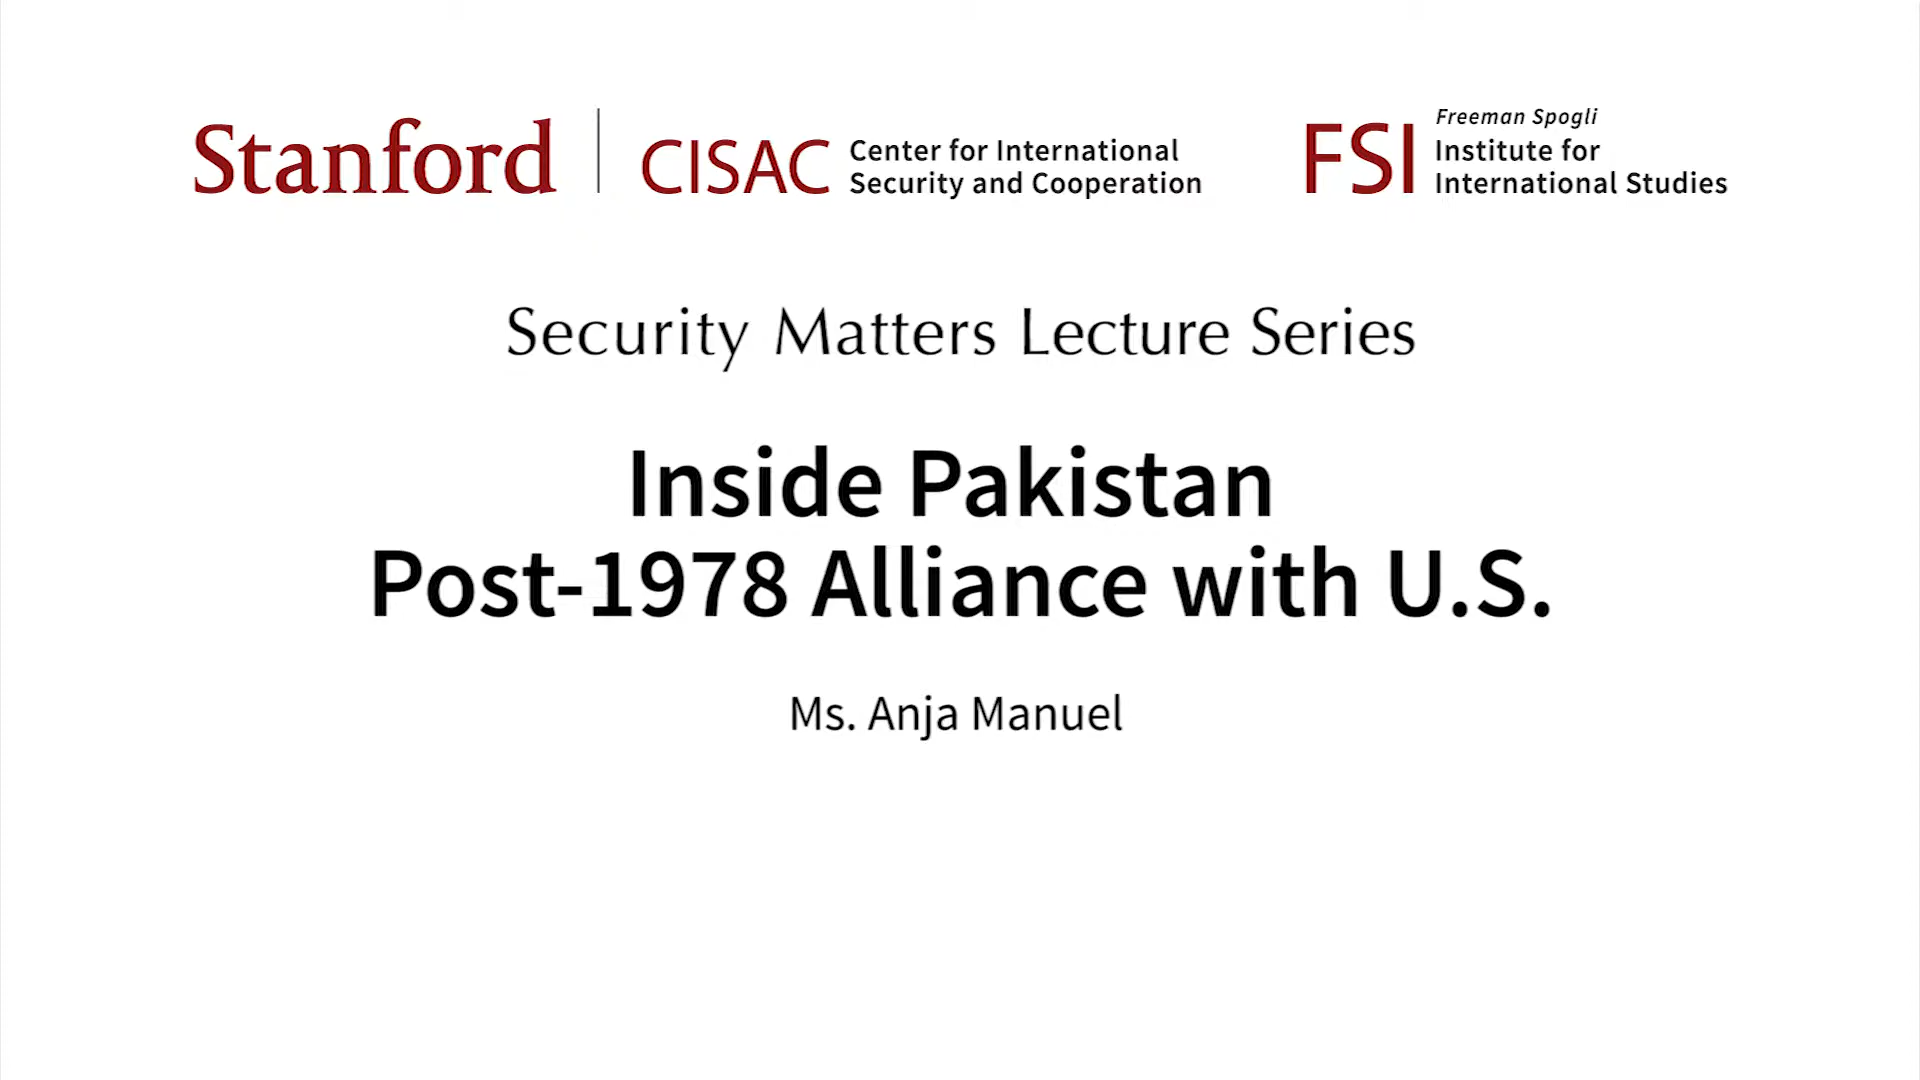 Stanford
CISAC
Center for International
Security and Cooperation
FSI
Freeman Spogli
Institute for
International Studies
Security Matters Lecture Series
Inside Pakistan
Post-1978 Alliance with U.S.
Ms. Anja Manuel